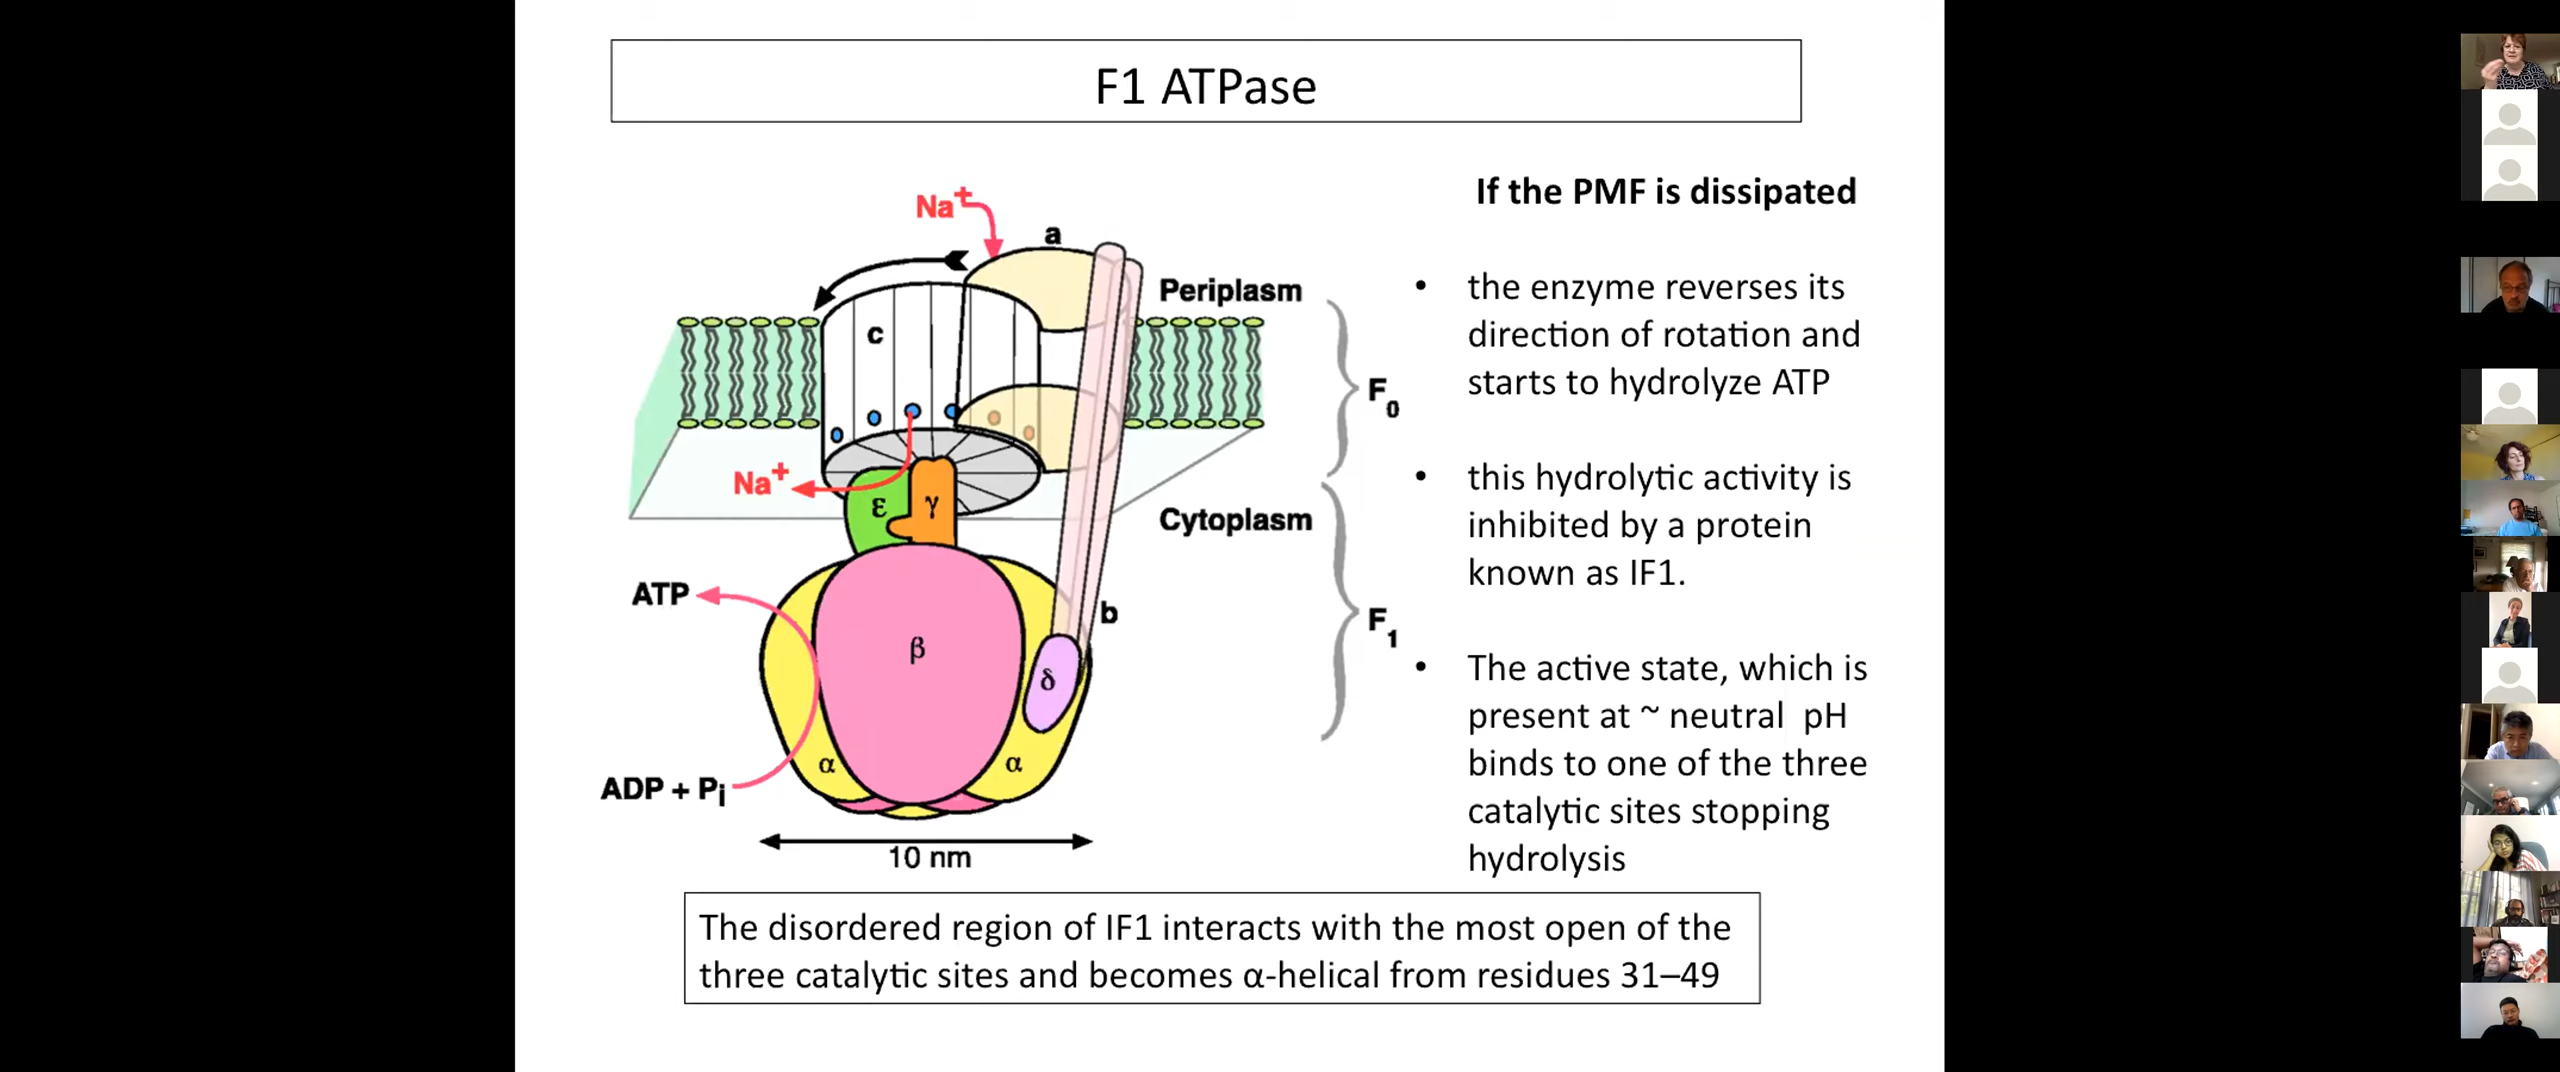 F1 ATPase
Na+
a
Periplasm
c
F0
Na+
ε
γ
Cytoplasm
ATP
b
β
F1
δ
α
α
ADP + Pi
10 nm
If the PMF is dissipated
• the enzyme reverses its
direction of rotation and
starts to hydrolyze ATP
• this hydrolytic activity is
inhibited by a protein
known as IF1.
• The active state, which is
present at ~ neutral pH
binds to one of the three
catalytic sites stopping
hydrolysis
The disordered region of IF1 interacts with the most open of the
three catalytic sites and becomes α-helical from residues 31–49